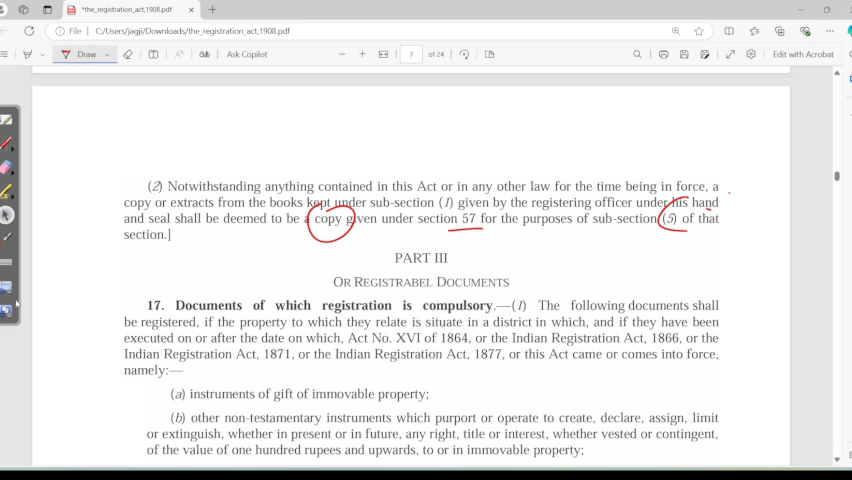 *the_registration_act,1908.pdf
File
C:/Users/jagji/Downloads/the_registration_act,1908.pdf
Draw
Ask Copilot
7
of 24
Edit with Acrobat
(2) Notwithstanding anything contained in this Act or in any other law for the time being in force, a
copy or extracts from the books kept under sub-section (1) given by the registering officer under his hand
and seal shall be deemed to be a copy given under section 57 for the purposes of sub-section (5) of that
section.]
PART III
OR REGISTRABEL DOCUMENTS
17. Documents of which registration is compulsory.—(1) The following documents shall
be registered, if the property to which they relate is situate in a district in which, and if they have been
executed on or after the date on which, Act No. XVI of 1864, or the Indian Registration Act, 1866, or the
Indian Registration Act, 1871, or the Indian Registration Act, 1877, or this Act came or comes into force,
namely:—
(a) instruments of gift of immovable property;
(b) other non-testamentary instruments which purport or operate to create, declare, assign, limit
or extinguish, whether in present or in future, any right, title or interest, whether vested or contingent,
of the value of one hundred rupees and upwards, to or in immovable property;